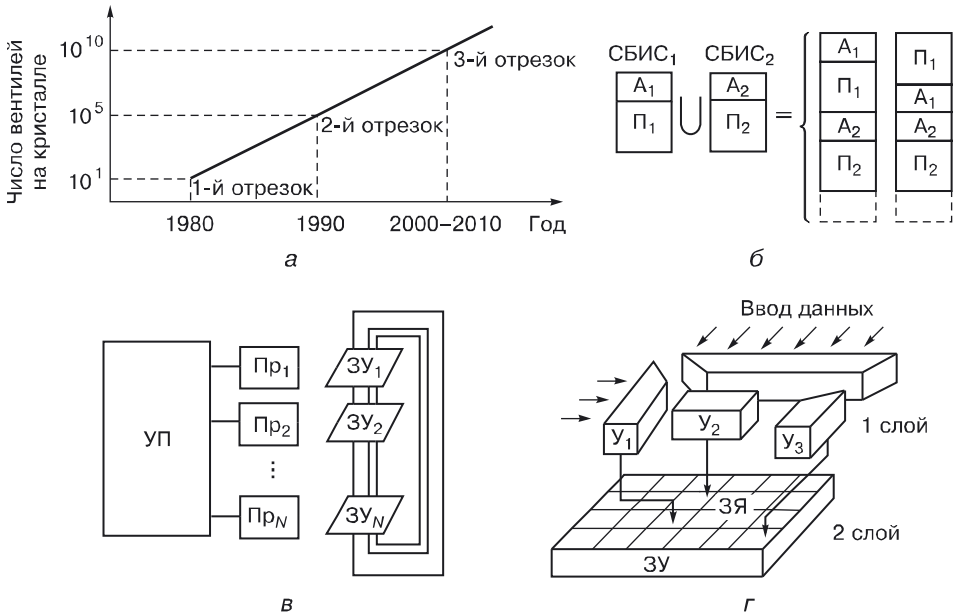 Число вентилей
на кристалле
10¹⁰
10⁵
10¹
3-й отрезок
2-й отрезок
1-й отрезок
1980
1990
2000–2010
Год
а
СБИС₁
СБИС₂
А₁
П₁
⋃
А₂
П₂
=
А₁
П₁
А₂
П₂
П₁
А₁
А₂
П₂
б
УП
Пр₁
Пр₂
...
Пр_N
ЗУ₁
ЗУ₂
ЗУ_N
в
Ввод данных
У₁
У₂
У₃
1 слой
ЗЯ
2 слой
ЗУ
г